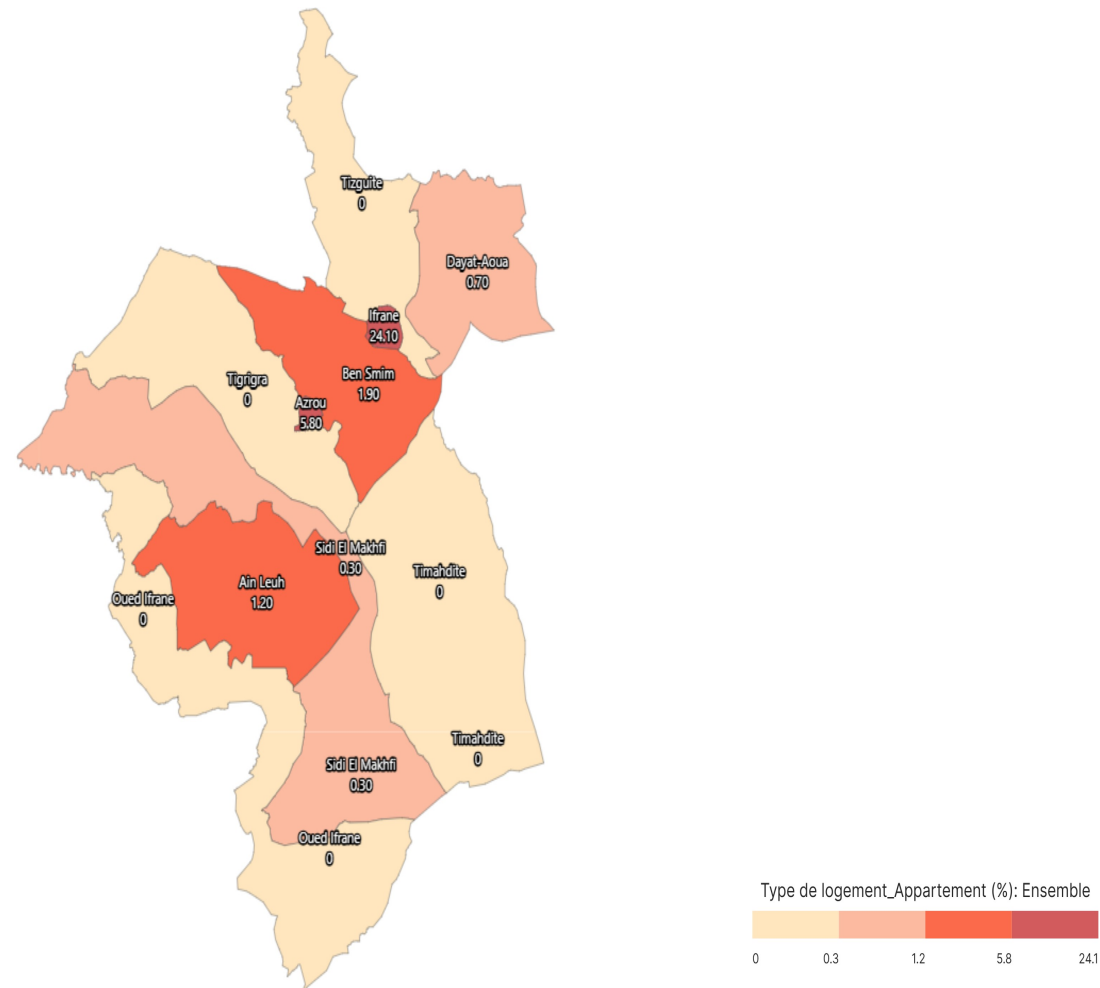 Tizguite
0
Dayat-Aoua
0.70
Ifrane
24.10
Ben Smim
1.90
Tigrigra
0
Azrou
5.80
Sidi El Makhfi
0.30
Timahdite
0
Ain Leuh
1.20
Oued Ifrane
0
Timahdite
0
Sidi El Makhfi
0.30
Oued Ifrane
0
Type de logement_Appartement (%): Ensemble
0 0.3 1.2 5.8 24.1